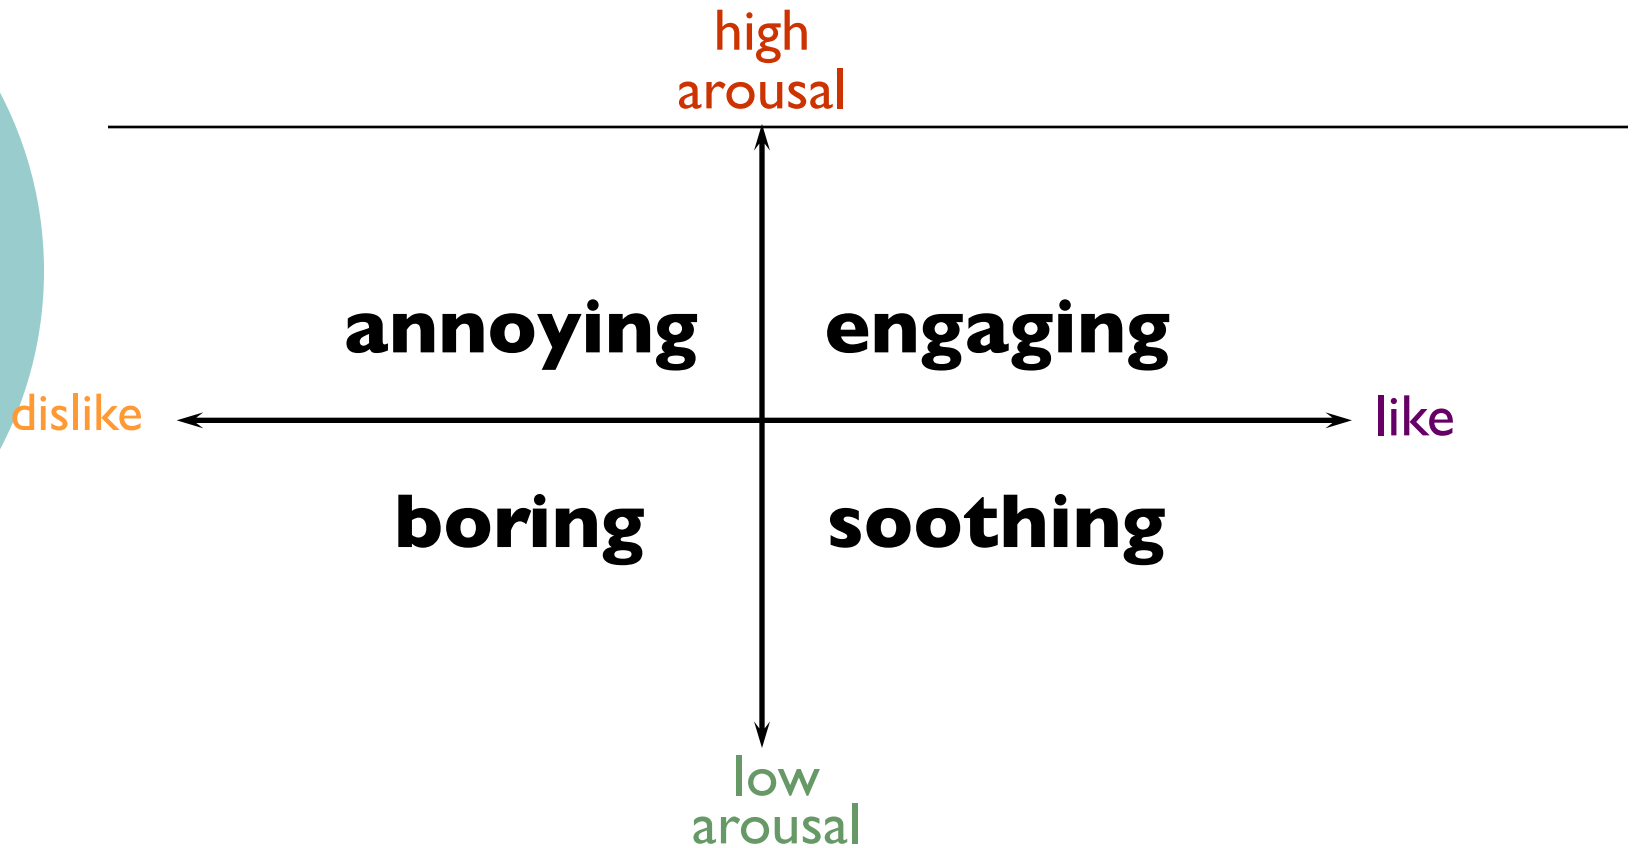 high
arousal
annoying engaging
dislike like
boring soothing
low
arousal